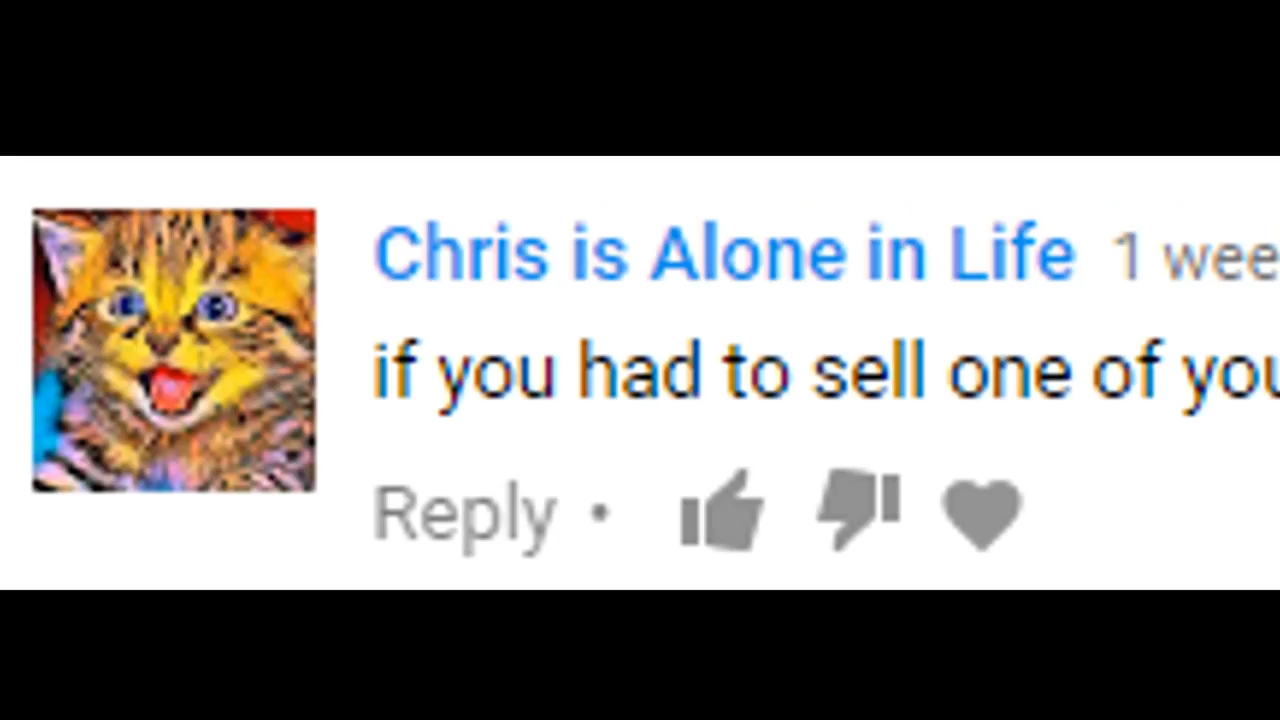 Chris is Alone in Life 1 wee
if you had to sell one of you
Reply •